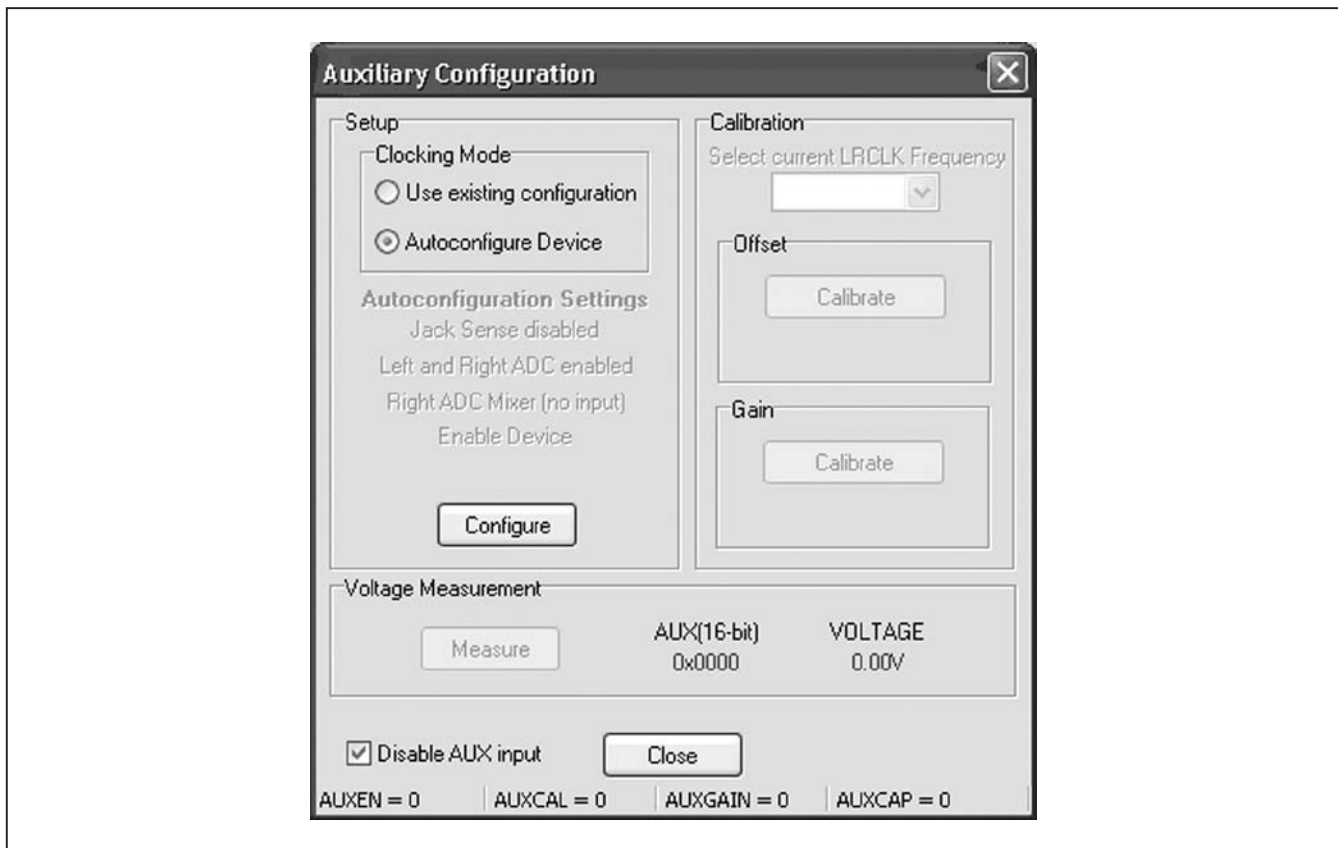 Auxiliary Configuration
Setup
Clocking Mode
Use existing configuration
Autoconfigure Device
Autoconfiguration Settings
Jack Sense disabled
Left and Right ADC enabled
Right ADC Mixer (no input)
Enable Device
Configure
Calibration
Select current LRCLK Frequency
Offset
Calibrate
Gain
Calibrate
Voltage Measurement
Measure
AUX(16-bit)
0x0000
VOLTAGE
0.00V
Disable AUX input
Close
AUXEN = 0
AUXCAL = 0
AUXGAIN = 0
AUXCAP = 0